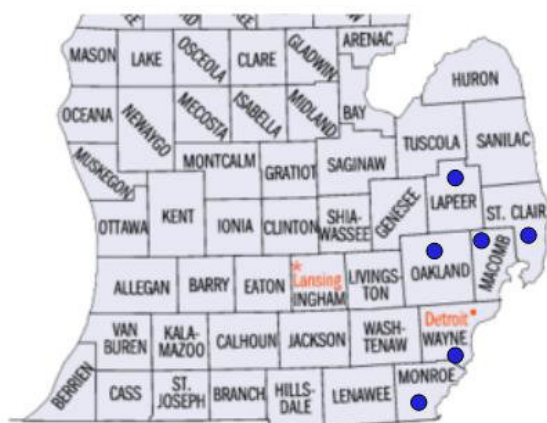 ARENAC
MASON
LAKE
OSCEOLA
CLARE
GLADWIN
HURON
OCEANA
NEWAYGO
MECOSTA
ISABELLA
MIDLAND
BAY
TUSCOLA
SANILAC
MUSKEGON
MONTCALM
GRATIOT
SAGINAW
GENESEE
LAPEER
ST. CLAIR
OTTAWA
KENT
IONIA
CLINTON
SHIA-
WASSEE
OAKLAND
MACOMB
ALLEGAN
BARRY
EATON
* Lansing
INGHAM
LIVINGS-
TON
VAN
BUREN
KALA-
MAZOO
CALHOUN
JACKSON
WASH-
TENAW
Detroit *
WAYNE
BERRIEN
CASS
ST.
JOSEPH
BRANCH
HILLS-
DALE
LENAWEE
MONROE